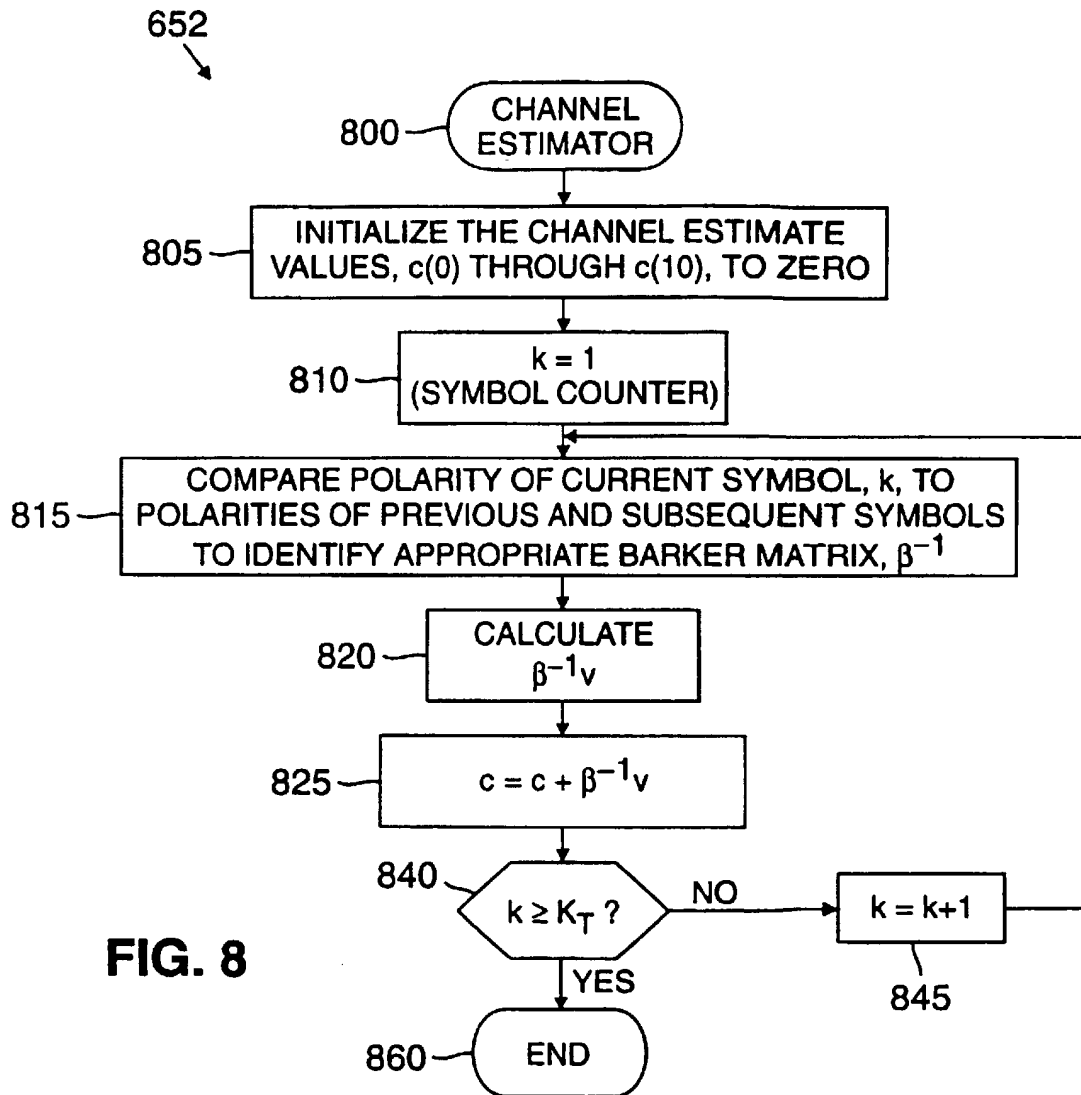 652
800
CHANNEL
ESTIMATOR
805
INITIALIZE THE CHANNEL ESTIMATE
VALUES, c(0) THROUGH c(10), TO ZERO
810
k = 1
(SYMBOL COUNTER)
815
COMPARE POLARITY OF CURRENT SYMBOL, k, TO
POLARITIES OF PREVIOUS AND SUBSEQUENT SYMBOLS
TO IDENTIFY APPROPRIATE BARKER MATRIX, β⁻¹
820
CALCULATE
β⁻¹v
825
c = c + β⁻¹v
840
k ≥ K_T ?
NO
k = k+1
845
YES
FIG. 8
860
END